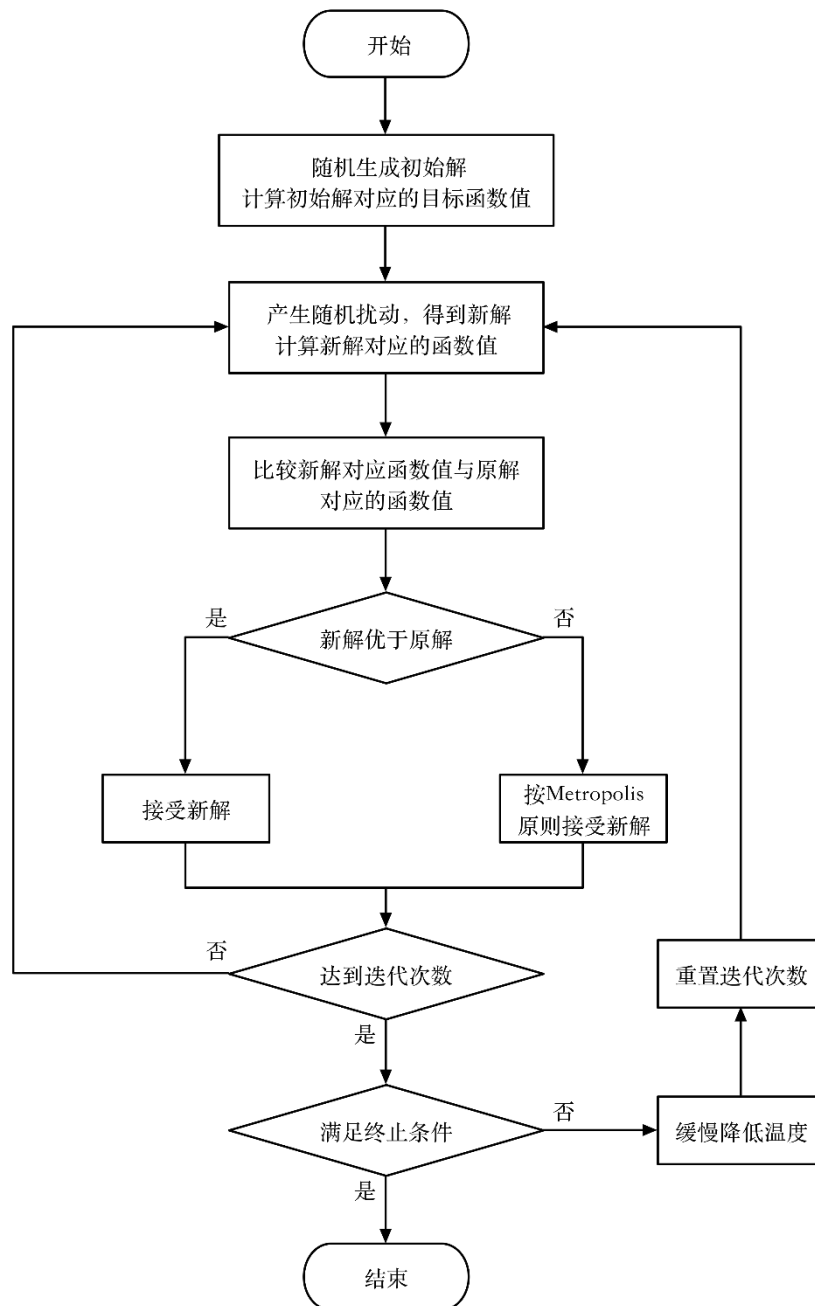 开始
随机生成初始解
计算初始解对应的目标函数值
产生随机扰动，得到新解
计算新解对应的函数值
比较新解对应函数值与原解
对应的函数值
是
否
新解优于原解
接受新解
按Metropolis
原则接受新解
否
达到迭代次数
重置迭代次数
是
满足终止条件
否
缓慢降低温度
是
结束